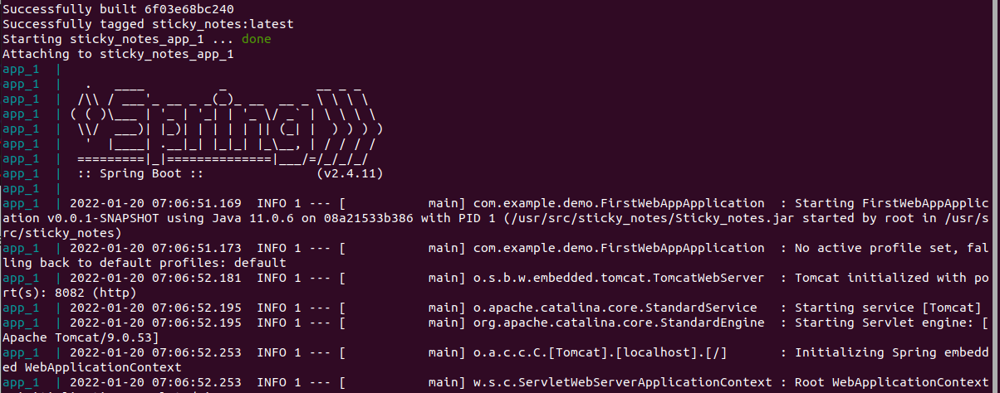 Successfully built 6f03e68bc240
Successfully tagged sticky_notes:latest
Starting sticky_notes_app_1 ... done
Attaching to sticky_notes_app_1
app_1  |
app_1  |   .   ____          _            __ _ _
app_1  |  /\\ / ___'_ __ _ _(_)_ __  __ _ \ \ \ \
app_1  | ( ( )\___ | '_ | '_| | '_ \/ _` | \ \ \ \
app_1  |  \\/  ___)| |_)| | | | | || (_| |  ) ) ) )
app_1  |   '  |____| .__|_| |_|_| |_\__, | / / / /
app_1  |  =========|_|==============|___/=/_/_/_/
app_1  |  :: Spring Boot ::               (v2.4.11)
app_1  |
app_1  | 2022-01-20 07:06:51.169  INFO 1 --- [           main] com.example.demo.FirstWebAppApplication  : Starting FirstWebAppApplic
ation v0.0.1-SNAPSHOT using Java 11.0.6 on 08a21533b386 with PID 1 (/usr/src/sticky_notes/Sticky_notes.jar started by root in /usr/s
rc/sticky_notes)
app_1  | 2022-01-20 07:06:51.173  INFO 1 --- [           main] com.example.demo.FirstWebAppApplication  : No active profile set, fal
ling back to default profiles: default
app_1  | 2022-01-20 07:06:52.181  INFO 1 --- [           main] o.s.b.w.embedded.tomcat.TomcatWebServer  : Tomcat initialized with po
rt(s): 8082 (http)
app_1  | 2022-01-20 07:06:52.195  INFO 1 --- [           main] o.apache.catalina.core.StandardService   : Starting service [Tomcat]
app_1  | 2022-01-20 07:06:52.195  INFO 1 --- [           main] org.apache.catalina.core.StandardEngine  : Starting Servlet engine: [
Apache Tomcat/9.0.53]
app_1  | 2022-01-20 07:06:52.253  INFO 1 --- [           main] o.a.c.c.C.[Tomcat].[localhost].[/]       : Initializing Spring embedd
ed WebApplicationContext
app_1  | 2022-01-20 07:06:52.253  INFO 1 --- [           main] w.s.c.ServletWebServerApplicationContext : Root WebApplicationContext